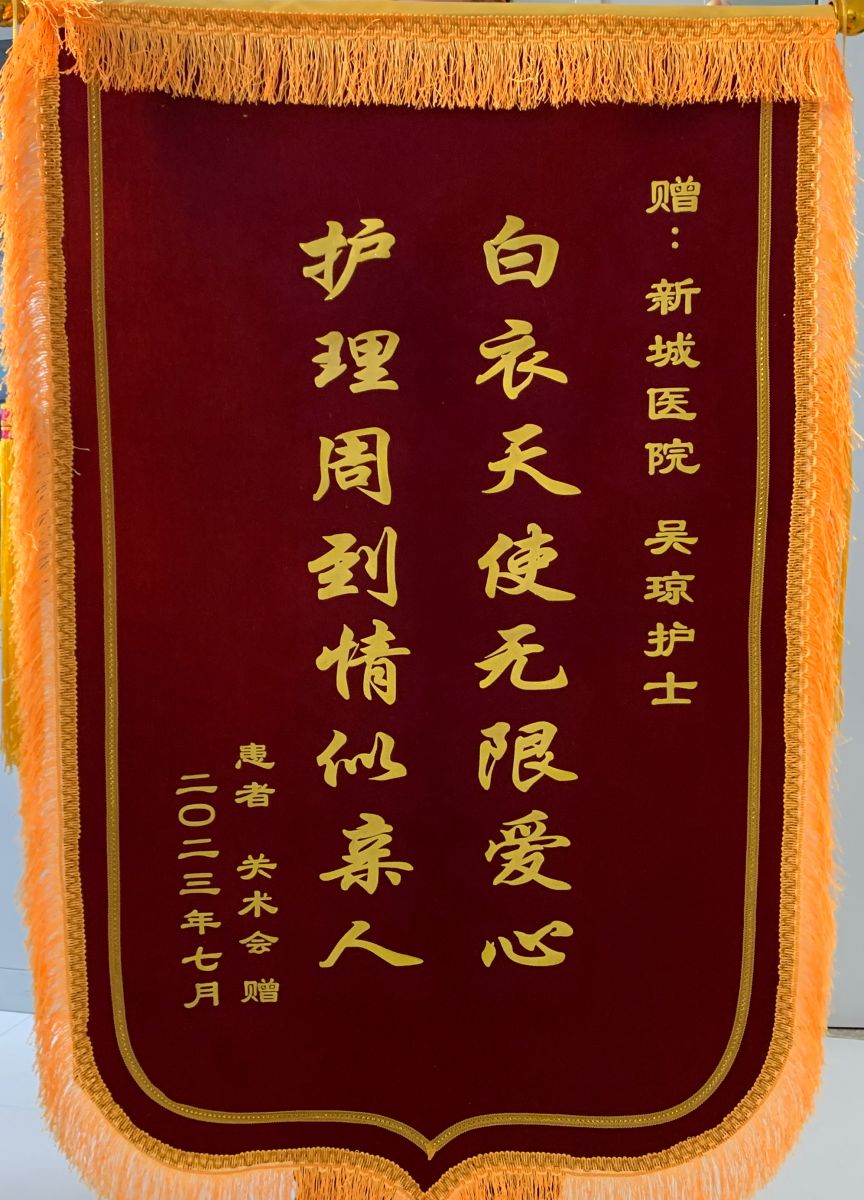 赠：新城医院 吴琼护士
白衣天使无限爱心
护理周到情似亲人
患者 关术会 赠
二〇二三年七月